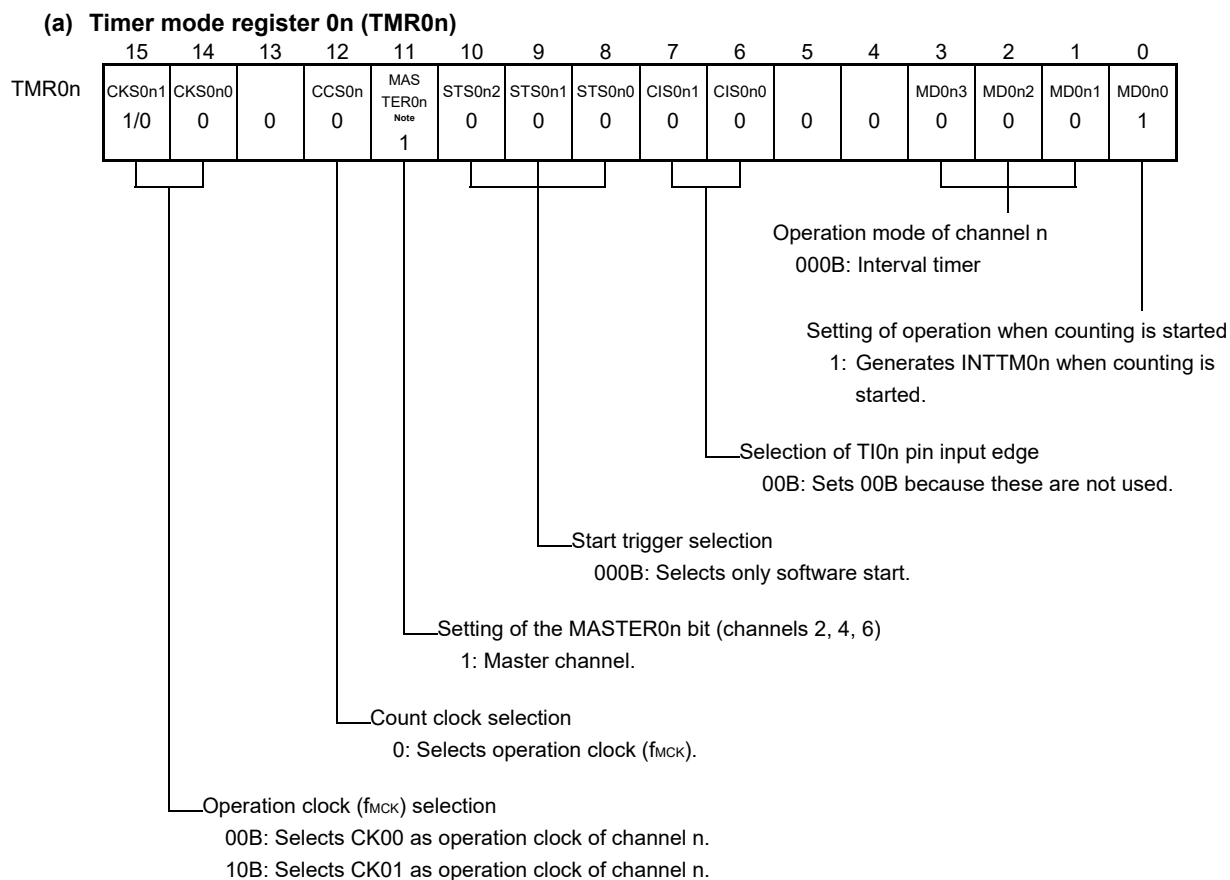 (a) Timer mode register 0n (TMR0n)
15 14 13 12 11 10 9 8 7 6 5 4 3 2 1 0
TMR0n
CKS0n1 CKS0n0 CCS0n MAS STS0n2 STS0n1 STS0n0 CIS0n1 CIS0n0 MD0n3 MD0n2 MD0n1 MD0n0
TER0n
Note
1/0 0 0 0 1 0 0 0 0 0 0 0 0 0 0 1
Operation mode of channel n
000B: Interval timer
Setting of operation when counting is started
1: Generates INTTM0n when counting is
started.
Selection of TI0n pin input edge
00B: Sets 00B because these are not used.
Start trigger selection
000B: Selects only software start.
Setting of the MASTER0n bit (channels 2, 4, 6)
1: Master channel.
Count clock selection
0: Selects operation clock (fMCK).
Operation clock (fMCK) selection
00B: Selects CK00 as operation clock of channel n.
10B: Selects CK01 as operation clock of channel n.